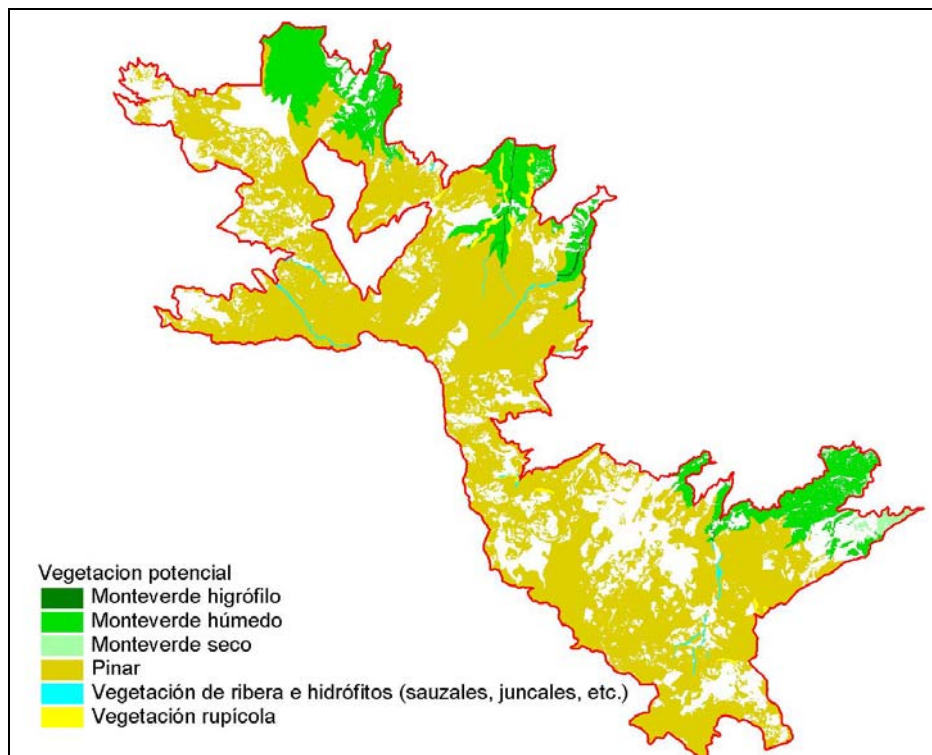 Vegetacion potencial
Monteverde higrófilo
Monteverde húmedo
Monteverde seco
Pinar
Vegetación de ribera e hidrófitos (sauzales, juncales, etc.)
Vegetación rupícola